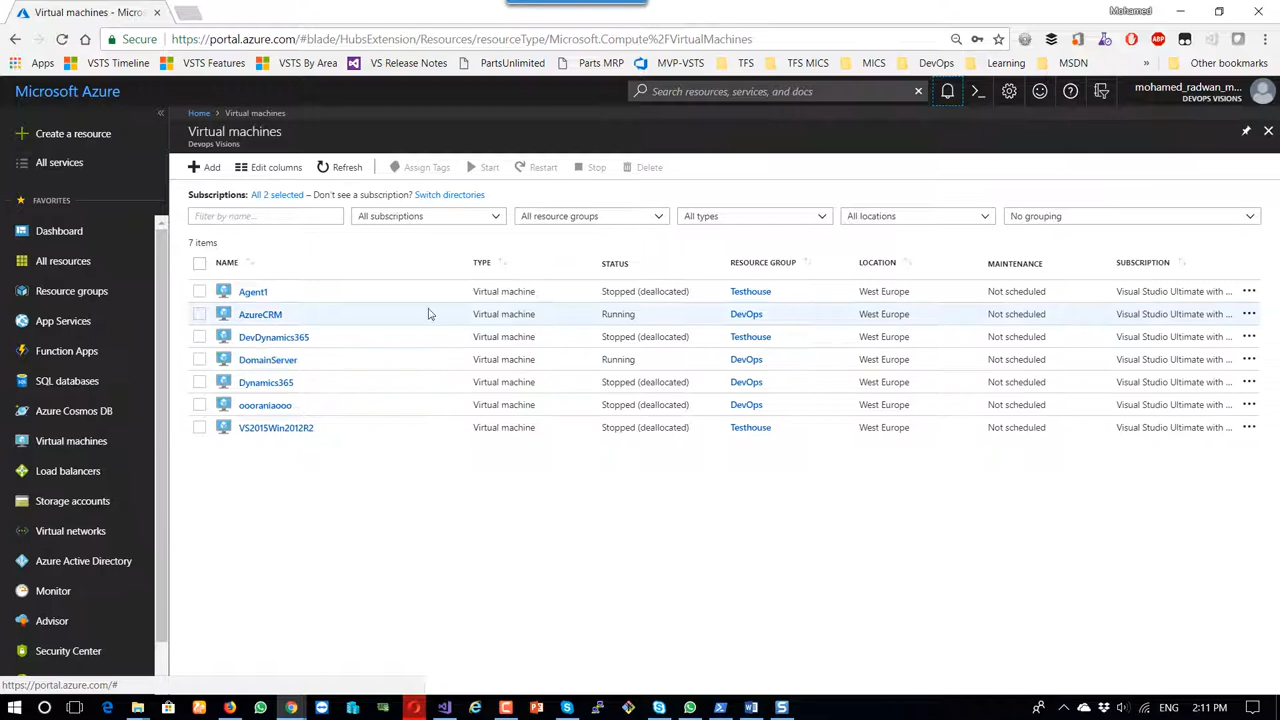 Virtual machines - Micros
Mohamed
Secure
https://portal.azure.com/#blade/HubsExtension/Resources/resourceType/Microsoft.Compute%2FVirtualMachines
Apps
VSTS Timeline
VSTS Features
VSTS By Area
VS Release Notes
PartsUnlimited
Parts MRP
MVP-VSTS
TFS
TFS MICS
MICS
DevOps
Learning
MSDN
»
Other bookmarks
Microsoft Azure
Search resources, services, and docs
mohamed_radwan_m...
DEVOPS VISIONS
Create a resource
All services
FAVORITES
Dashboard
All resources
Resource groups
App Services
Function Apps
SQL databases
Azure Cosmos DB
Virtual machines
Load balancers
Storage accounts
Virtual networks
Azure Active Directory
Monitor
Advisor
Security Center
Home > Virtual machines
Virtual machines
Devops Visions
Add Edit columns Refresh Assign Tags Start Restart Stop Delete
Subscriptions: All 2 selected – Don't see a subscription? Switch directories
Filter by name... All subscriptions All resource groups All types All locations No grouping
7 items
NAME TYPE STATUS RESOURCE GROUP LOCATION MAINTENANCE SUBSCRIPTION
Agent1 Virtual machine Stopped (deallocated) Testhouse West Europe Not scheduled Visual Studio Ultimate with ...
AzureCRM Virtual machine Running DevOps West Europe Not scheduled Visual Studio Ultimate with ...
DevDynamics365 Virtual machine Stopped (deallocated) Testhouse West Europe Not scheduled Visual Studio Ultimate with ...
DomainServer Virtual machine Running DevOps West Europe Not scheduled Visual Studio Ultimate with ...
Dynamics365 Virtual machine Stopped (deallocated) DevOps West Europe Not scheduled Visual Studio Ultimate with ...
oooraniaooo Virtual machine Stopped (deallocated) DevOps West Europe Not scheduled Visual Studio Ultimate with ...
VS2015Win2012R2 Virtual machine Stopped (deallocated) Testhouse West Europe Not scheduled Visual Studio Ultimate with ...
https://portal.azure.com/#
ENG 2:11 PM